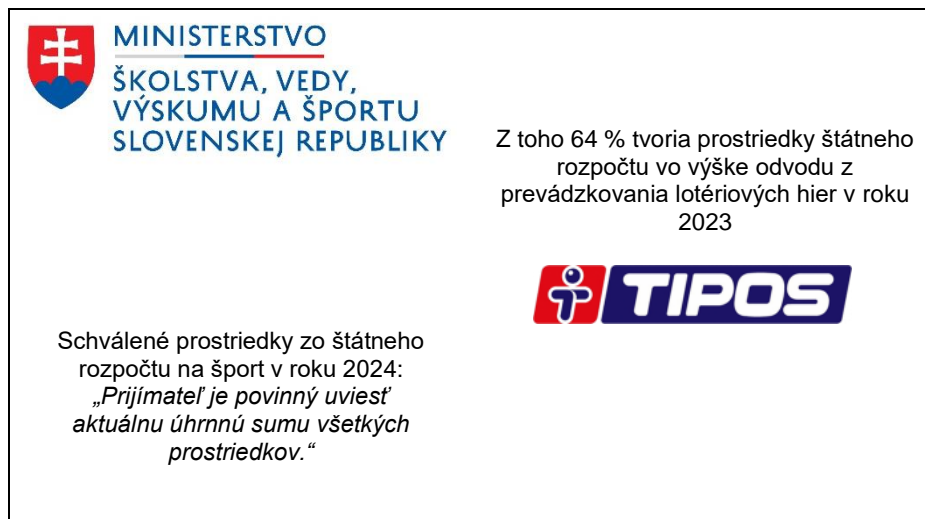 MINISTERSTVO
ŠKOLSTVA, VEDY,
VÝSKUMU A ŠPORTU
SLOVENSKEJ REPUBLIKY
Z toho 64 % tvoria prostriedky štátneho
rozpočtu vo výške odvodu z
prevádzkovania lotériových hier v roku
2023
TIPOS
Schválené prostriedky zo štátneho
rozpočtu na šport v roku 2024:
„Prijímateľ je povinný uviesť
aktuálnu úhrnnú sumu všetkých
prostriedkov.“